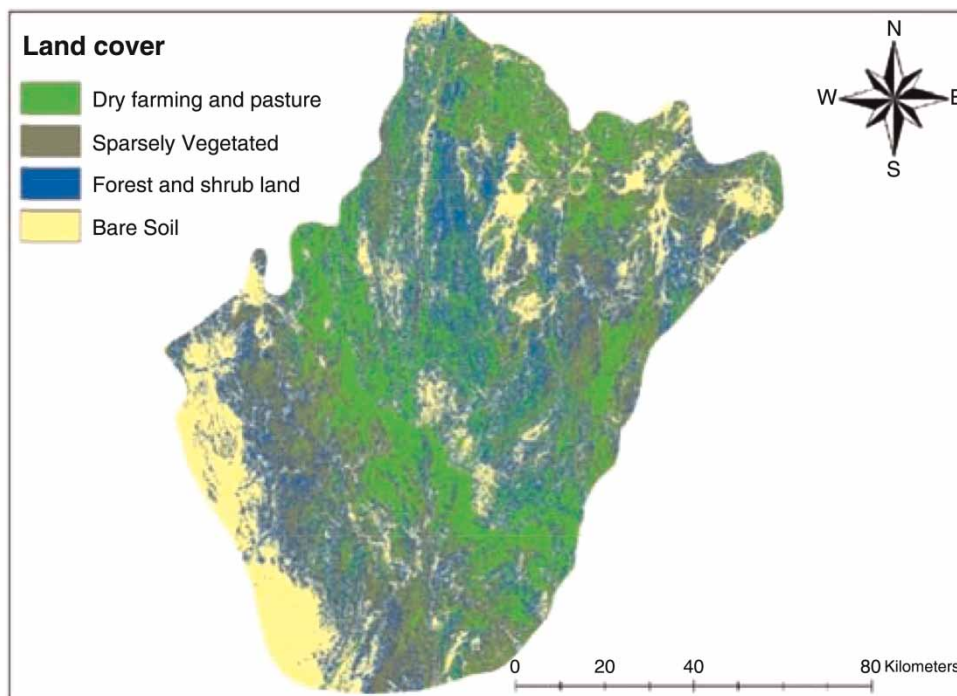 Land cover
Dry farming and pasture
Sparsely Vegetated
Forest and shrub land
Bare Soil
N
W
E
S
0 20 40 80 Kilometers